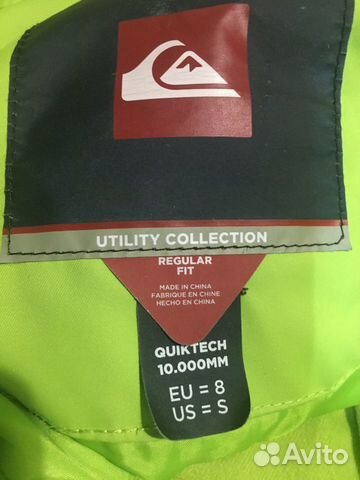 UTILITY COLLECTION
REGULAR
FIT
MADE IN CHINA
FABRIQUE EN CHINE
HECHO EN CHINA
QUIKTECH
10.000MM
EU = 8
US = S
Avito